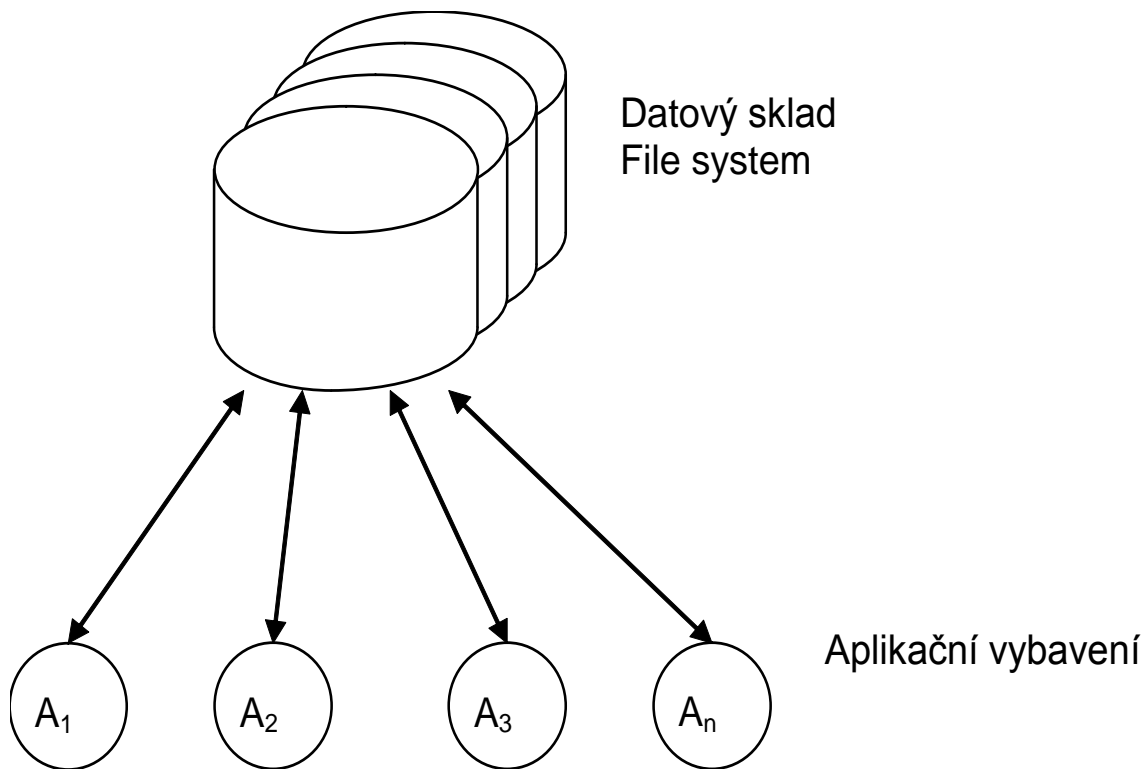 Datový sklad
File system
Aplikační vybavení
A₁ A₂ A₃ Aₙ